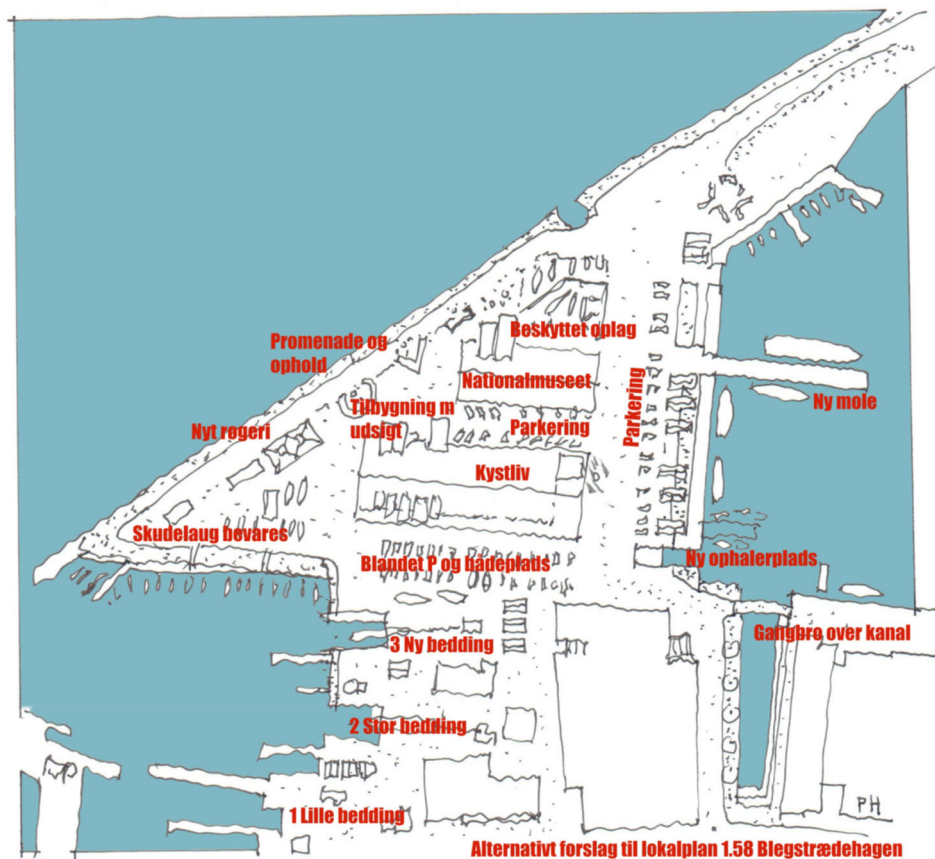 Beskyttet oplag
Promenade og
ophold
Nationalmuseet
Parkering
Ny mole
Tilbygning m
udsigt
Nyt røgeri
Parkering
Kystliv
Skudelaug bevares
Blandet P og bådeplads
Ny ophalerplads
Gangbro over kanal
3 Ny bedding
2 Stor bedding
1 Lille bedding
PH
Alternativt forslag til lokalplan 1.58 Blegstrædehagen